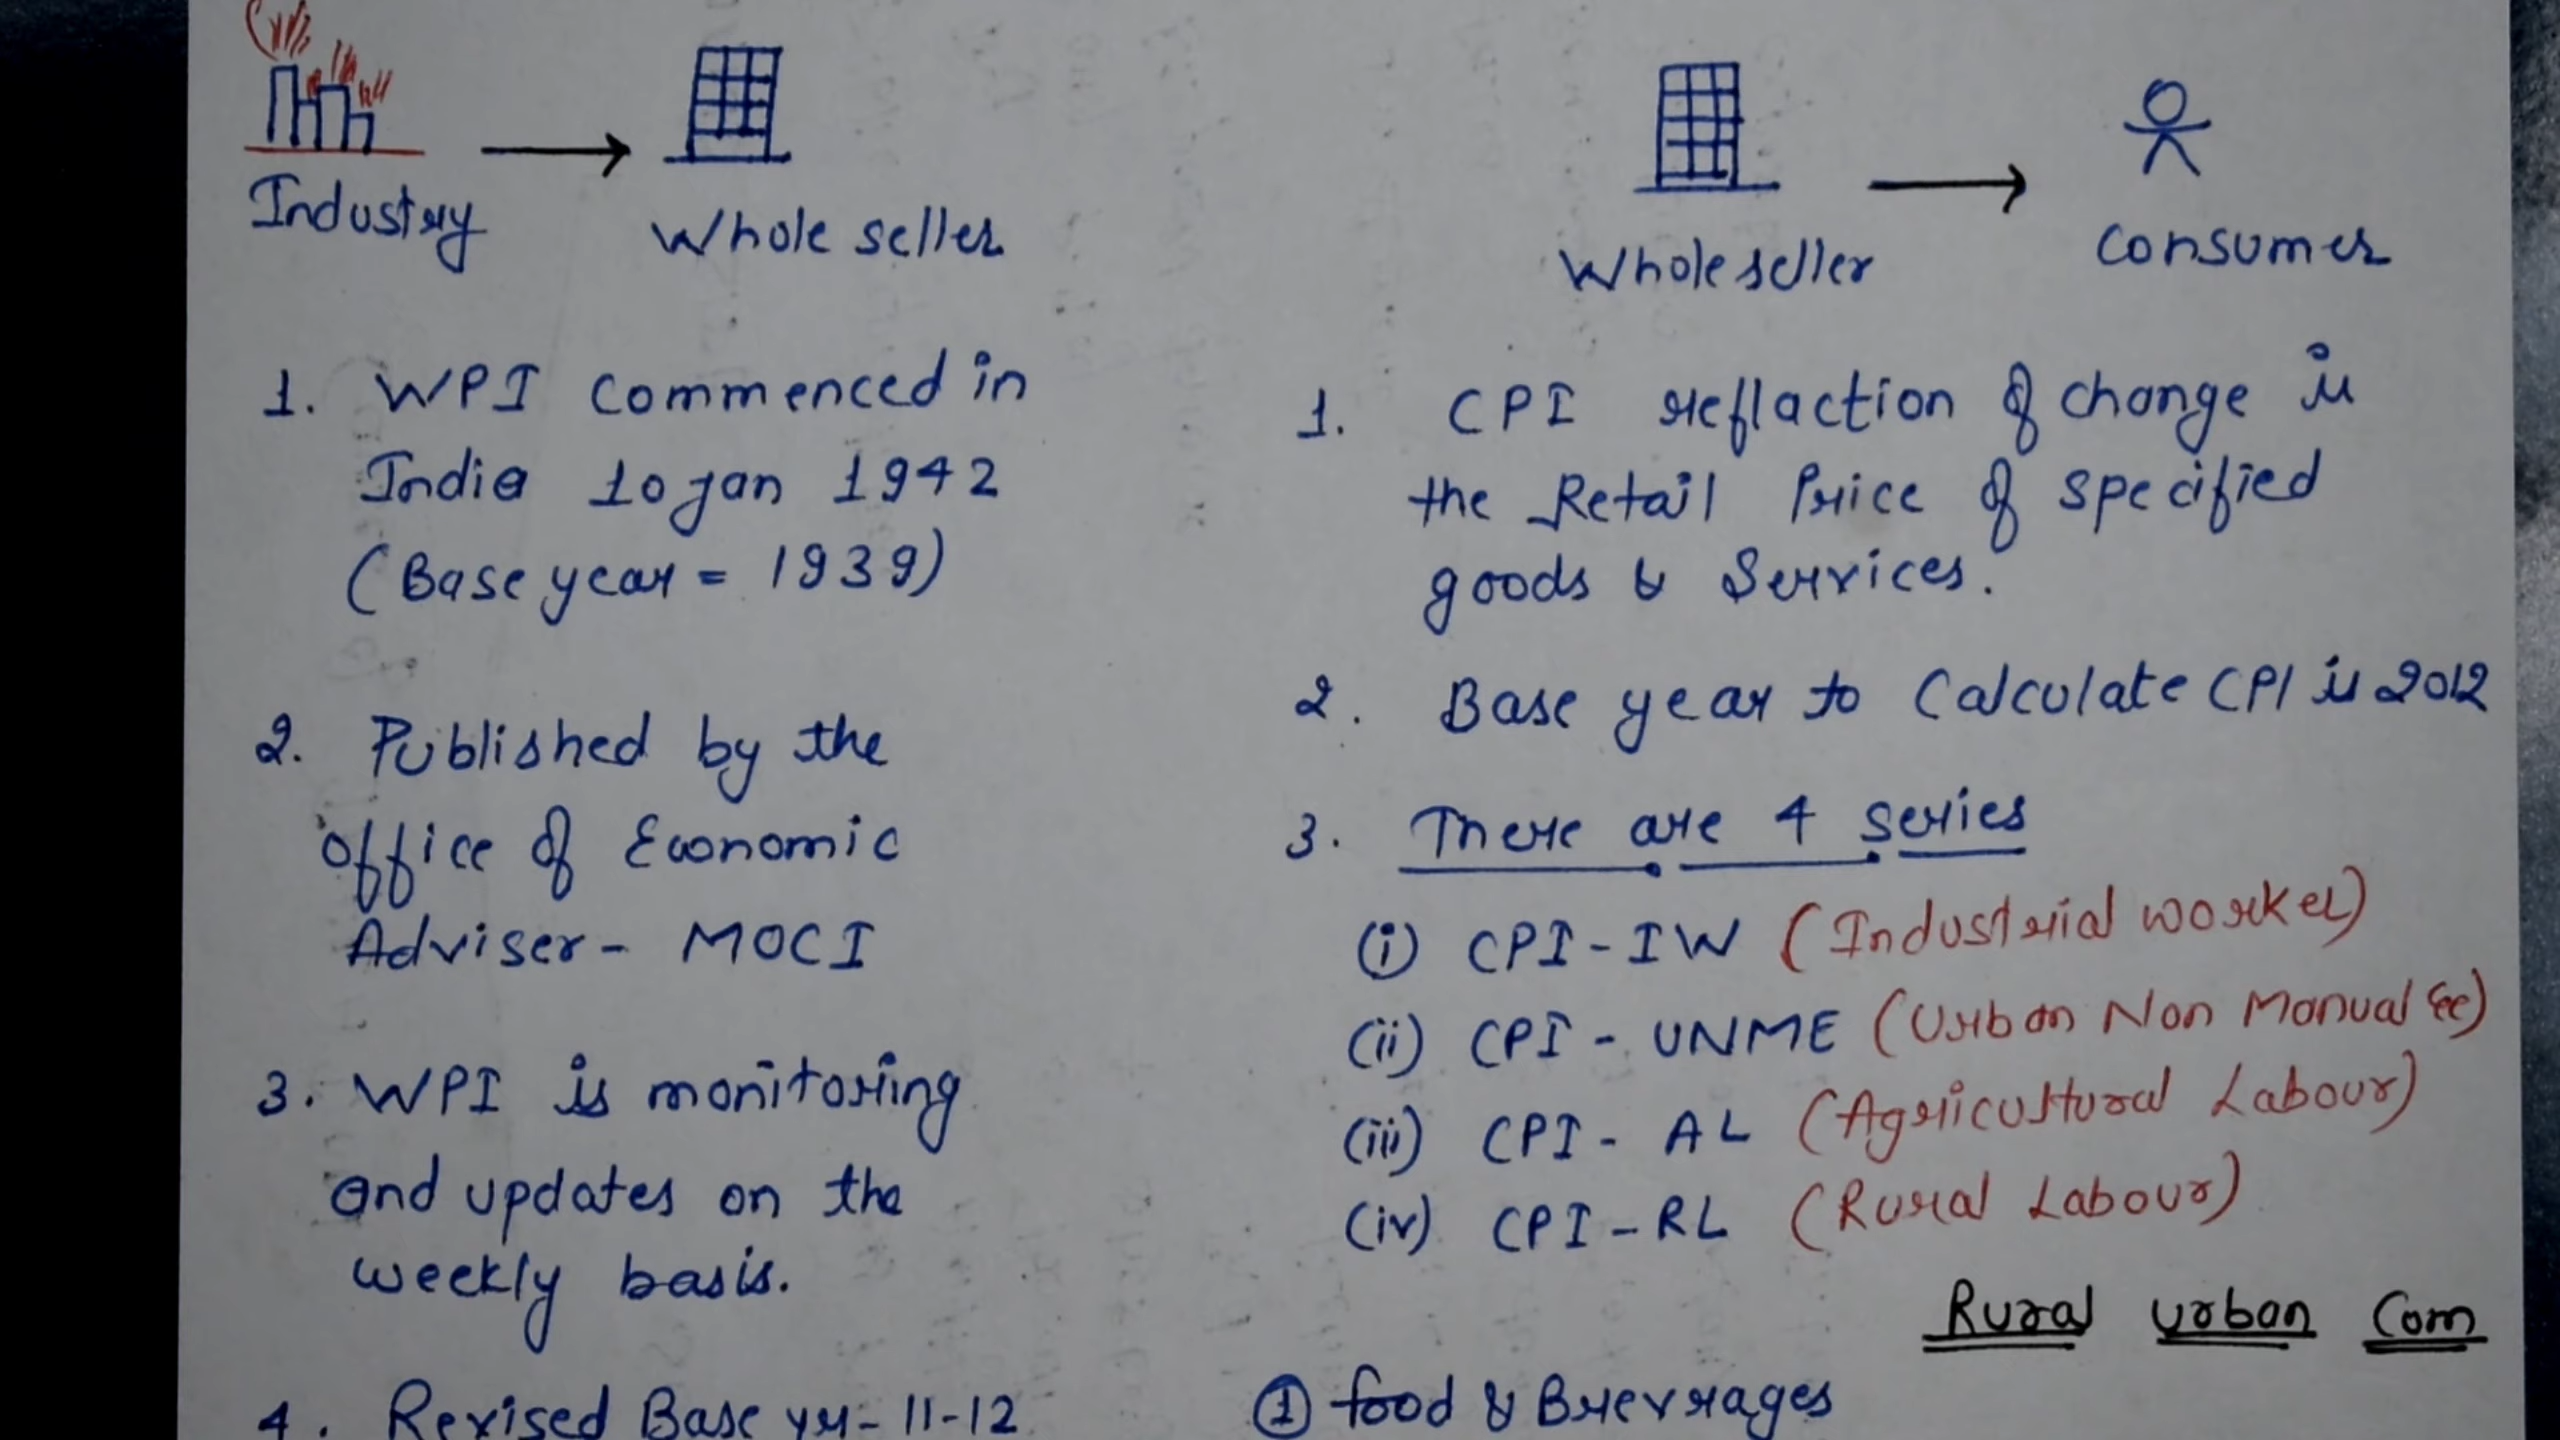 Industry
Whole seller
1. WPI Commenced in
India 10 jan 1942
(Base year = 1939)
2. Published by the
office of Economic
Adviser - MOCI
3. WPI is monitoring
and updates on the
weekly basis.
4. Revised Base yr - 11-12
Whole seller
Consumer
1. CPI reflaction of change in
the Retail Price of specified
goods & Services.
2. Base year to Calculate CPI is 2012
3. There are 4 series
(i) CPI - IW (Industrial worker)
(ii) CPI - UNME (Urban Non Manual Ee)
(iii) CPI - AL (Agricultural Labour)
(iv) CPI - RL (Rural Labour)
Rural urban Com
① food & Breverages